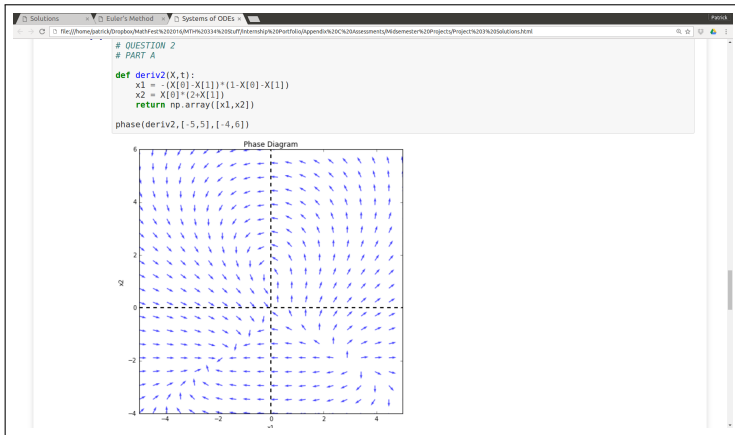 Solutions × Euler's Method × Systems of ODEs × Patrick
file:///home/patrick/Dropbox/MathFest%202016/MTH%20334%20Stuff/Internship%20Portfolio/Appendix%20C%20Assessments/Midsemester%20Projects/Project%203%20Solutions.html
# QUESTION 2
# PART A
def deriv2(X,t):
x1 = -(X[0]-X[1])*(1-X[0]-X[1])
x2 = X[0]*(2+X[1])
return np.array([x1,x2])
phase(deriv2,[-5,5],[-4,6])
Phase Diagram
6
4
2
x2
0
−2
−4
−4 −2 0 2 4